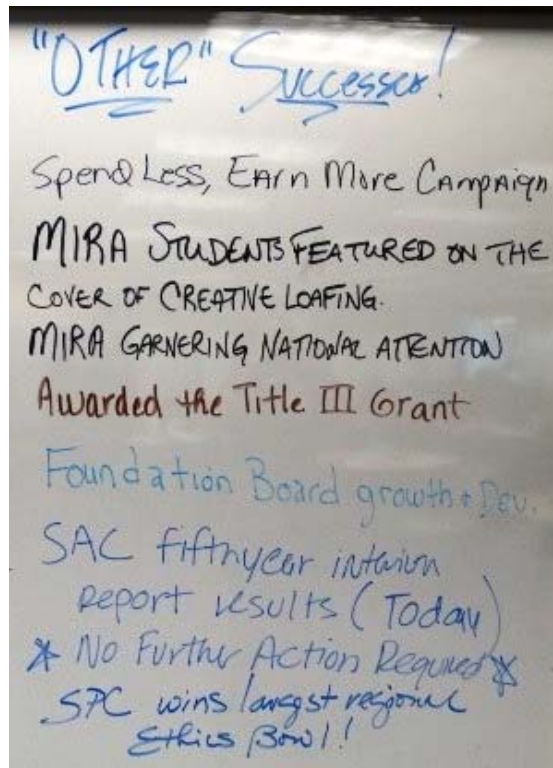 "OTHER" Successes!
Spend Less, Earn More Campaign
MIRA STUDENTS FEATURED ON THE
COVER OF CREATIVE LOAFING.
MIRA GARNERING NATIONAL ATTENTION
Awarded the Title III Grant
Foundation Board growth + Dev.
SAC fifth year interim
report results (Today)
* No Further Action Required *
SPC wins largest regional
Ethics Bowl!